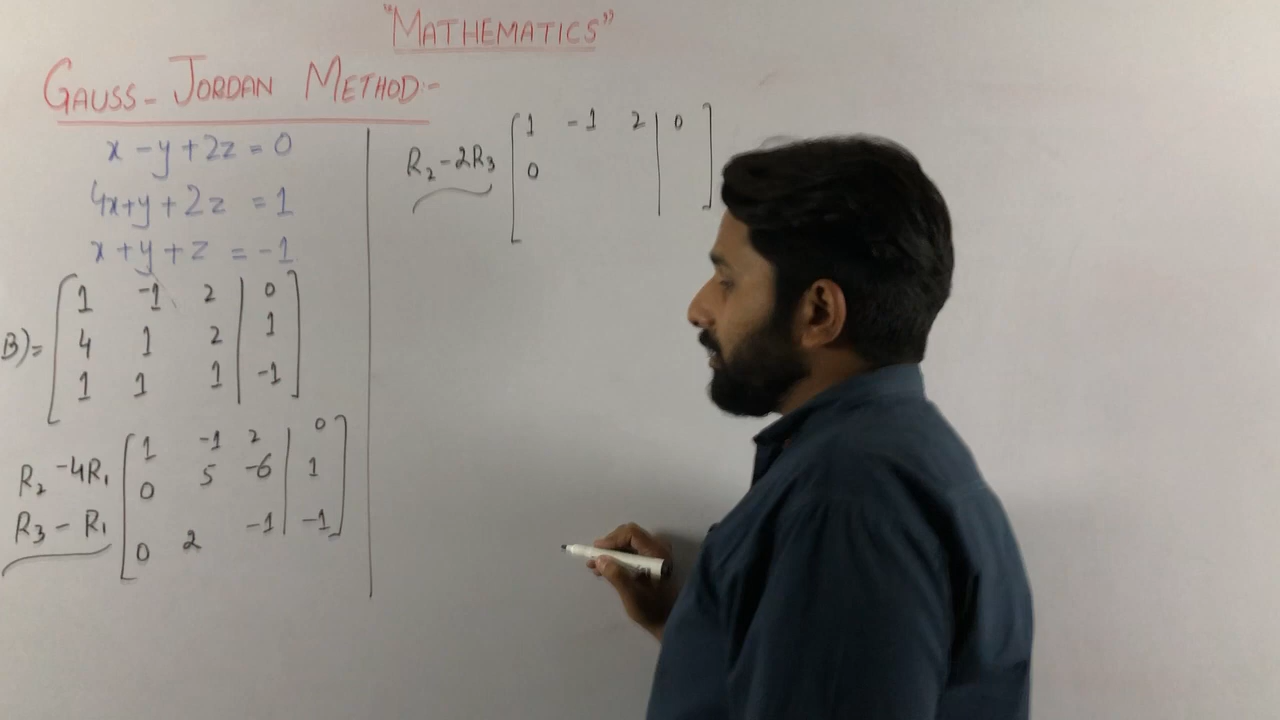 "MATHEMATICS"
GAUSS-JORDAN METHOD:-
x - y + 2z = 0
4x+y+2z = 1
x+y+z = -1
1 -1 2 | 0
B)= 4 1 2 | 1
1 1 1 | -1
1 -1 2 | 0
R₂ -4R₁ 0 5 -6 | 1
R₃ - R₁ 0 2 -1 | -1
1 -1 2 | 0
R₂-2R₃ 0